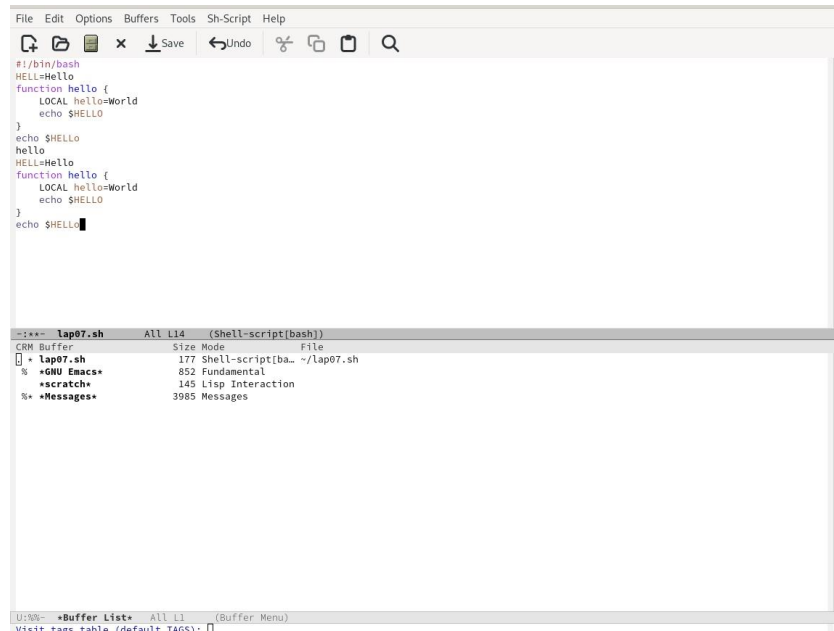 File Edit Options Buffers Tools Sh-Script Help
Save Undo
#!/bin/bash
HELL=Hello
function hello {
    LOCAL hello=World
    echo $HELLO
}
echo $HELLo
hello
HELL=Hello
function hello {
    LOCAL hello=World
    echo $HELLO
}
echo $HELLo
-:**- lap07.sh All L14 (Shell-script[bash])
CRM Buffer Size Mode File
. * lap07.sh 177 Shell-script[ba… ~/lap07.sh
% *GNU Emacs* 852 Fundamental
*scratch* 145 Lisp Interaction
%* *Messages* 3985 Messages
U:%%- *Buffer List* All L1 (Buffer Menu)
Visit tags table (default TAGS):